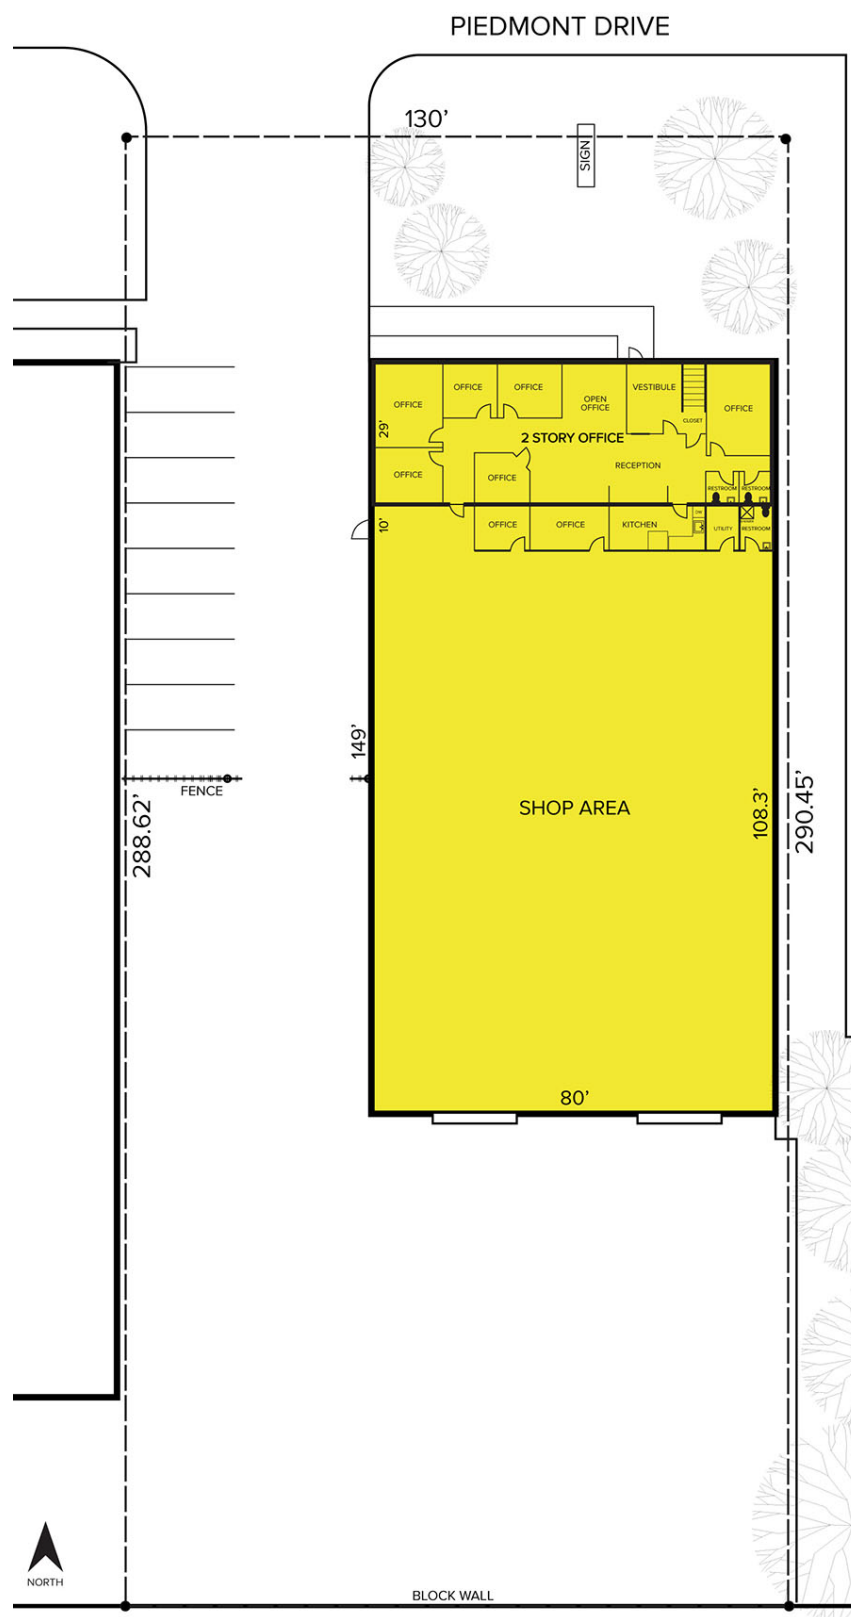 PIEDMONT DRIVE
130’
SIGN
OFFICE
OFFICE
OFFICE
OPEN
OFFICE
VESTIBULE
CLOSET
OFFICE
29’
2 STORY OFFICE
RECEPTION
OFFICE
OFFICE
RESTROOM
RESTROOM
10’
OFFICE
OFFICE
KITCHEN
DW
UTILITY
RESTROOM
149’
FENCE
288.62’
SHOP AREA
108.3’
290.45’
80’
NORTH
BLOCK WALL